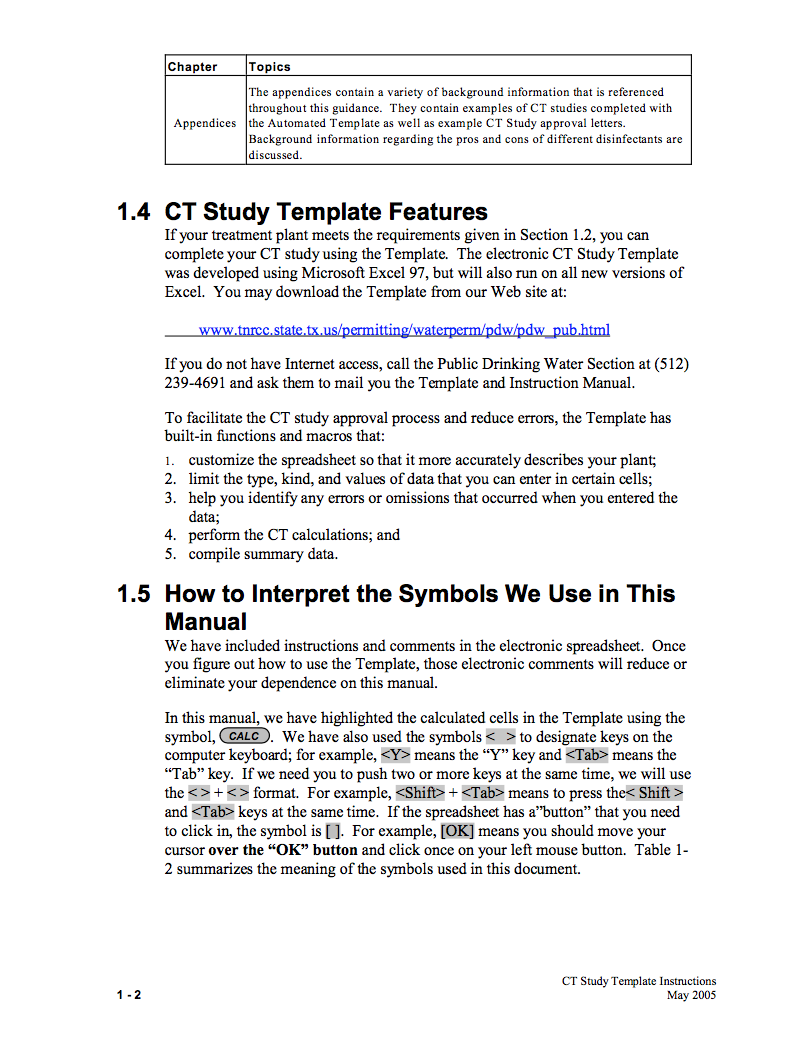 Chapter Topics
The appendices contain a variety of background information that is referenced
throughout this guidance. They contain examples of CT studies completed with
Appendices the Automated Template as well as example CT Study approval letters.
Background information regarding the pros and cons of different disinfectants are
discussed.
1.4 CT Study Template Features
If your treatment plant meets the requirements given in Section 1.2, you can
complete your CT study using the Template. The electronic CT Study Template
was developed using Microsoft Excel 97, but will also run on all new versions of
Excel. You may download the Template from our Web site at:
www.tnrcc.state.tx.us/permitting/waterperm/pdw/pdw_pub.html
If you do not have Internet access, call the Public Drinking Water Section at (512)
239-4691 and ask them to mail you the Template and Instruction Manual.
To facilitate the CT study approval process and reduce errors, the Template has
built-in functions and macros that:
1. customize the spreadsheet so that it more accurately describes your plant;
2. limit the type, kind, and values of data that you can enter in certain cells;
3. help you identify any errors or omissions that occurred when you entered the
data;
4. perform the CT calculations; and
5. compile summary data.
1.5 How to Interpret the Symbols We Use in This
Manual
We have included instructions and comments in the electronic spreadsheet. Once
you figure out how to use the Template, those electronic comments will reduce or
eliminate your dependence on this manual.
In this manual, we have highlighted the calculated cells in the Template using the
symbol, CALC. We have also used the symbols < > to designate keys on the
computer keyboard; for example, <Y> means the “Y” key and <Tab> means the
“Tab” key. If we need you to push two or more keys at the same time, we will use
the < > + < > format. For example, <Shift> + <Tab> means to press the< Shift >
and <Tab> keys at the same time. If the spreadsheet has a”button” that you need
to click in, the symbol is [ ]. For example, [OK] means you should move your
cursor over the “OK” button and click once on your left mouse button. Table 1-
2 summarizes the meaning of the symbols used in this document.
CT Study Template Instructions
1 - 2 May 2005